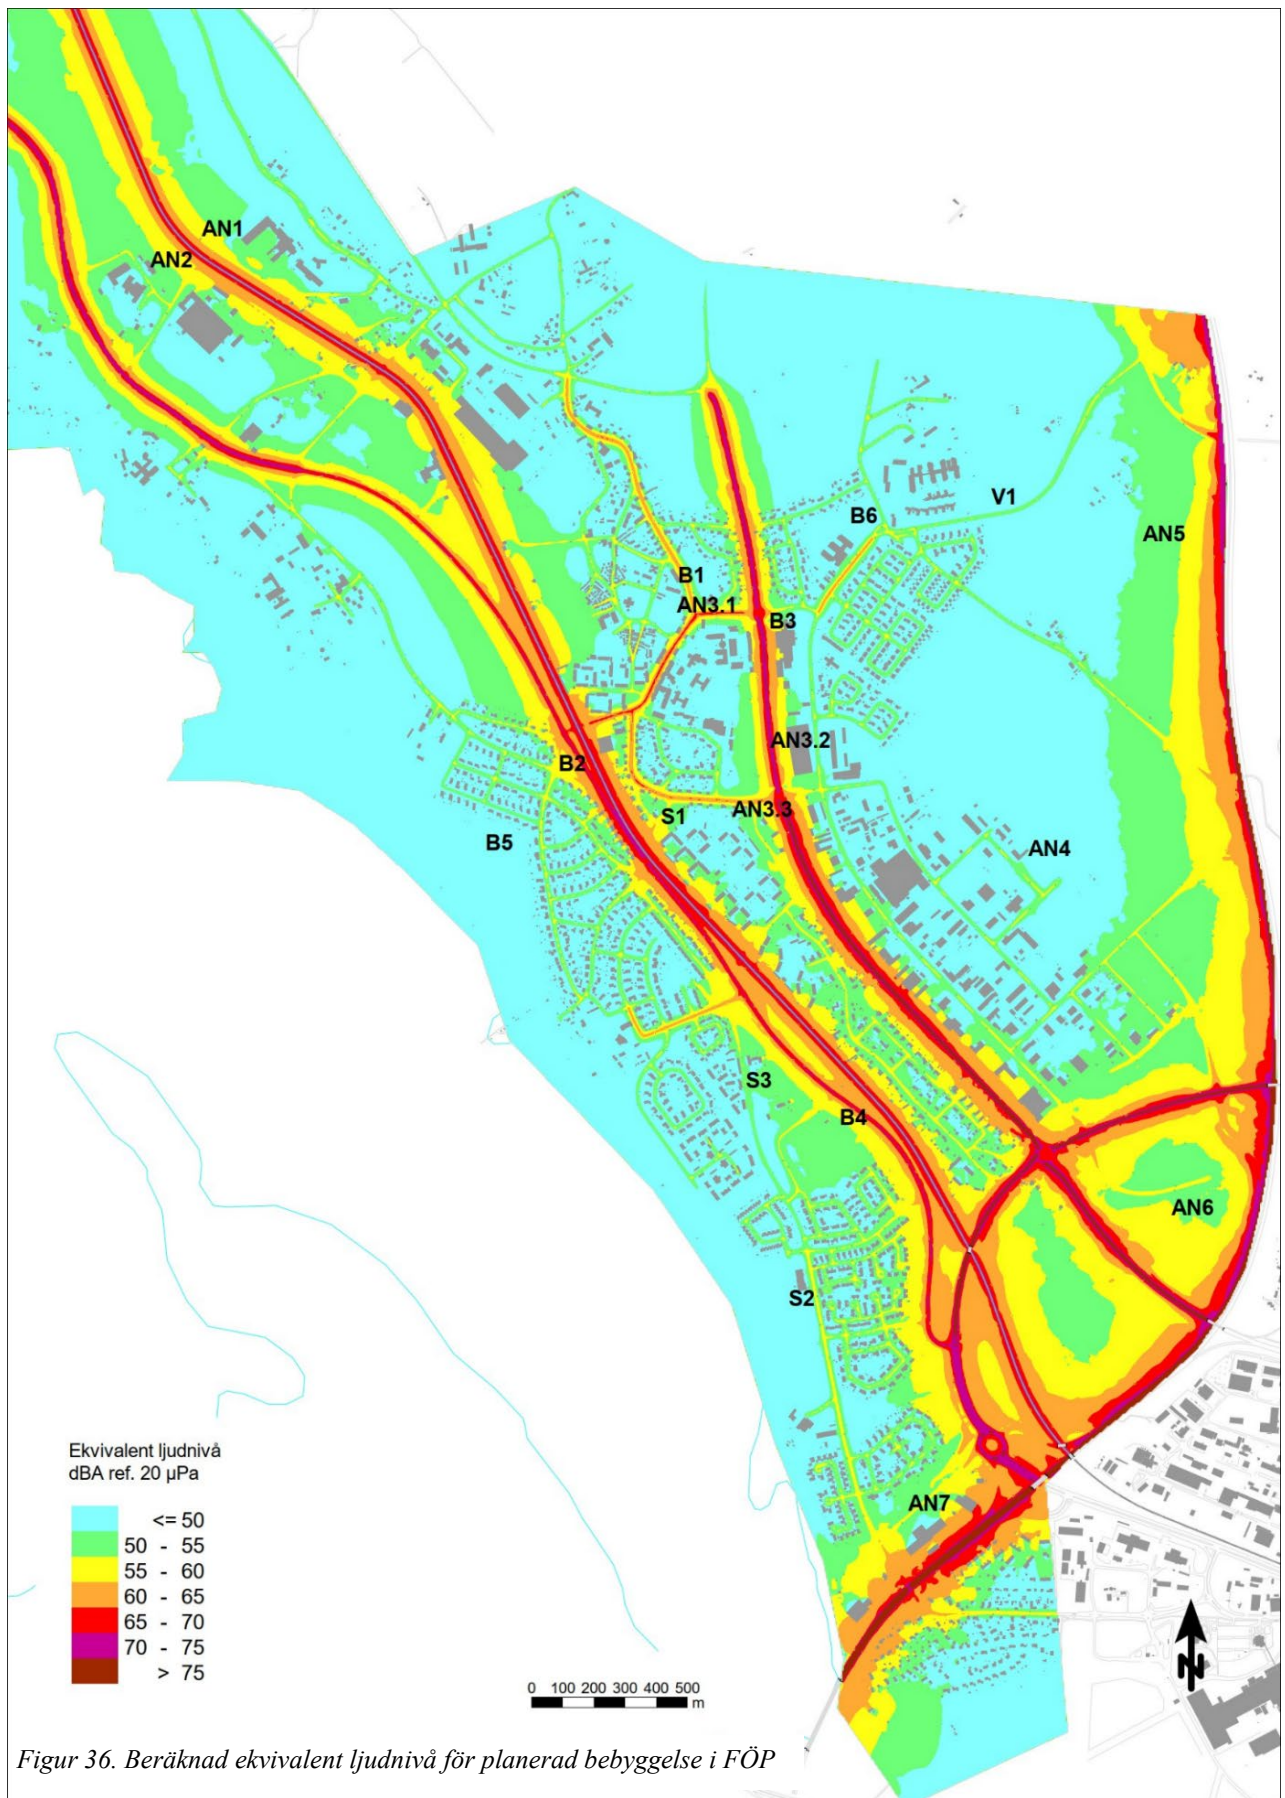 AN1
AN2
V1
B6
AN5
B1
AN3.1
B3
AN3.2
B2
AN3.3
S1
B5
AN4
S3
B4
AN6
S2
Ekvivalent ljudnivå
dBA ref. 20 µPa
<= 50
50 - 55
55 - 60
60 - 65
65 - 70
70 - 75
> 75
AN7
N
0 100 200 300 400 500
m
Figur 36. Beräknad ekvivalent ljudnivå för planerad bebyggelse i FÖP